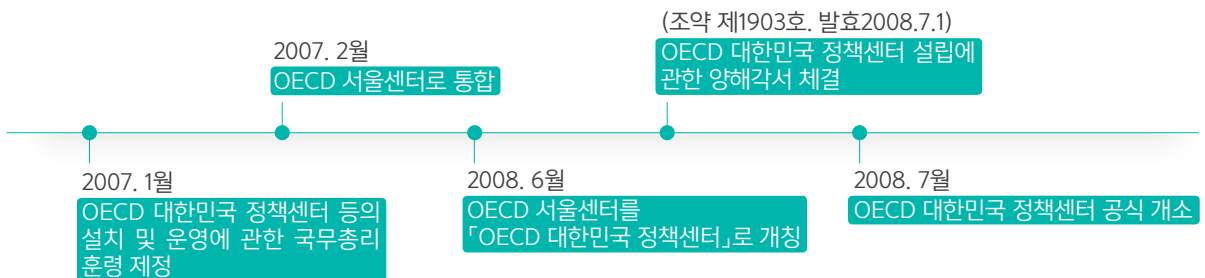 2007. 1월
OECD 대한민국 정책센터 등의
설치 및 운영에 관한 국무총리
훈령 제정
2007. 2월
OECD 서울센터로 통합
2008. 6월
OECD 서울센터를
「OECD 대한민국 정책센터」로 개칭
(조약 제1903호. 발효2008.7.1)
OECD 대한민국 정책센터 설립에
관한 양해각서 체결
2008. 7월
OECD 대한민국 정책센터 공식 개소